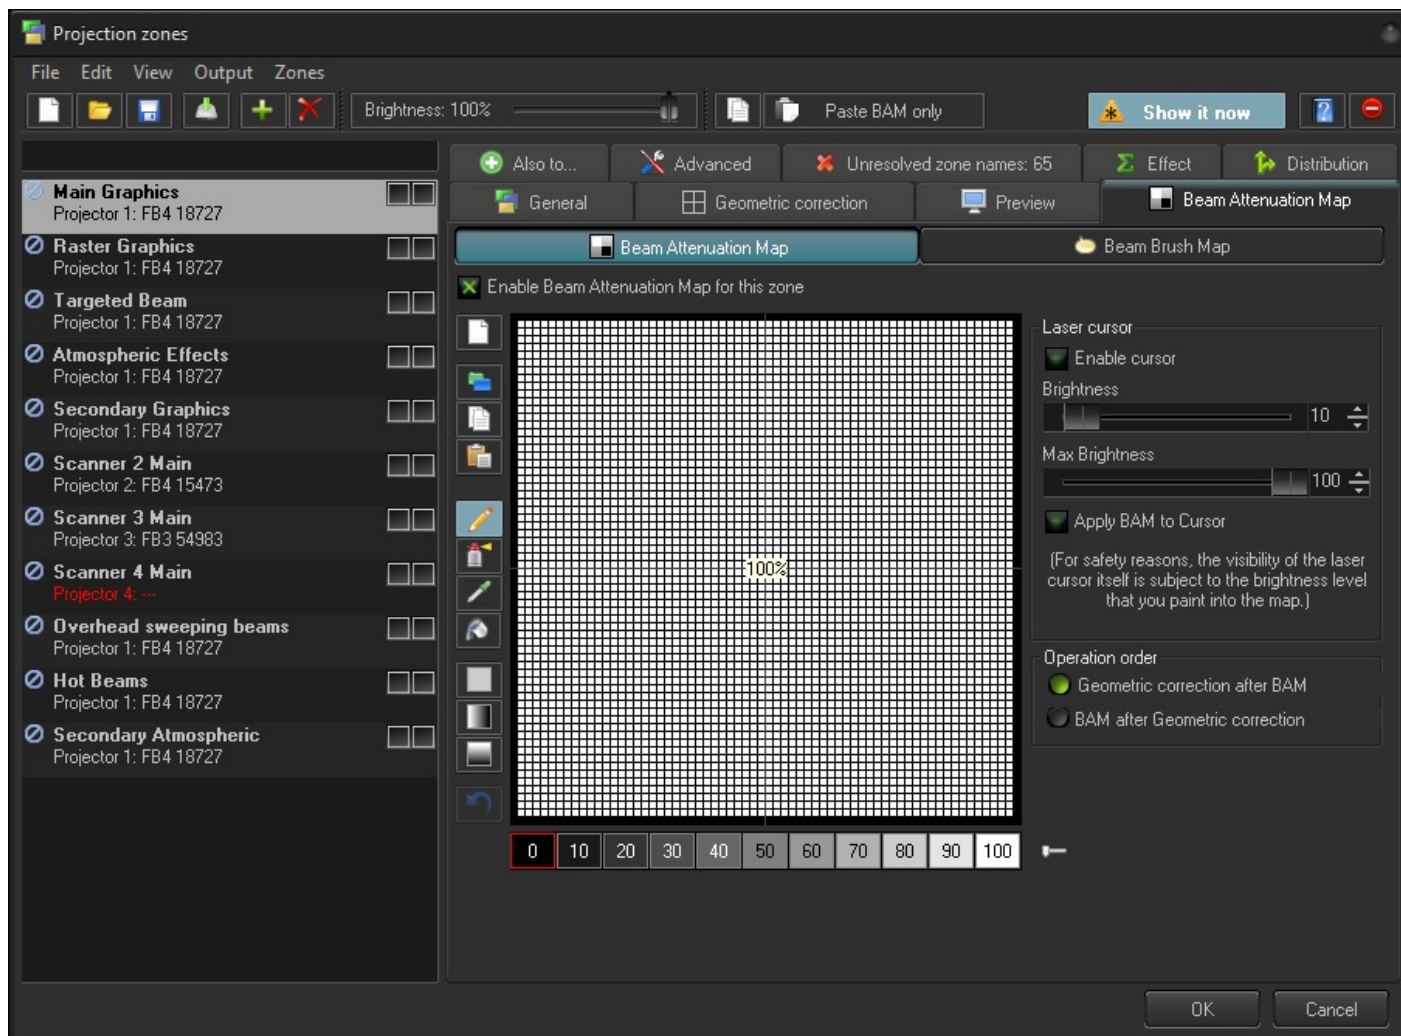 Projection zones
File Edit View Output Zones
Brightness: 100% Paste BAM only Show it now
Also to... Advanced Unresolved zone names: 65 Effect Distribution
General Geometric correction Preview Beam Attenuation Map
Beam Attenuation Map Beam Brush Map
Enable Beam Attenuation Map for this zone
Main Graphics
Projector 1: FB4 18727
Raster Graphics
Projector 1: FB4 18727
Targeted Beam
Projector 1: FB4 18727
Atmospheric Effects
Projector 1: FB4 18727
Secondary Graphics
Projector 1: FB4 18727
Scanner 2 Main
Projector 2: FB4 15473
Scanner 3 Main
Projector 3: FB3 54983
Scanner 4 Main
Projector 4: ---
Overhead sweeping beams
Projector 1: FB4 18727
Hot Beams
Projector 1: FB4 18727
Secondary Atmospheric
Projector 1: FB4 18727
100%
0 10 20 30 40 50 60 70 80 90 100
Laser cursor
Enable cursor
Brightness
10
Max Brightness
100
Apply BAM to Cursor
(For safety reasons, the visibility of the laser
cursor itself is subject to the brightness level
that you paint into the map.)
Operation order
Geometric correction after BAM
BAM after Geometric correction
OK Cancel